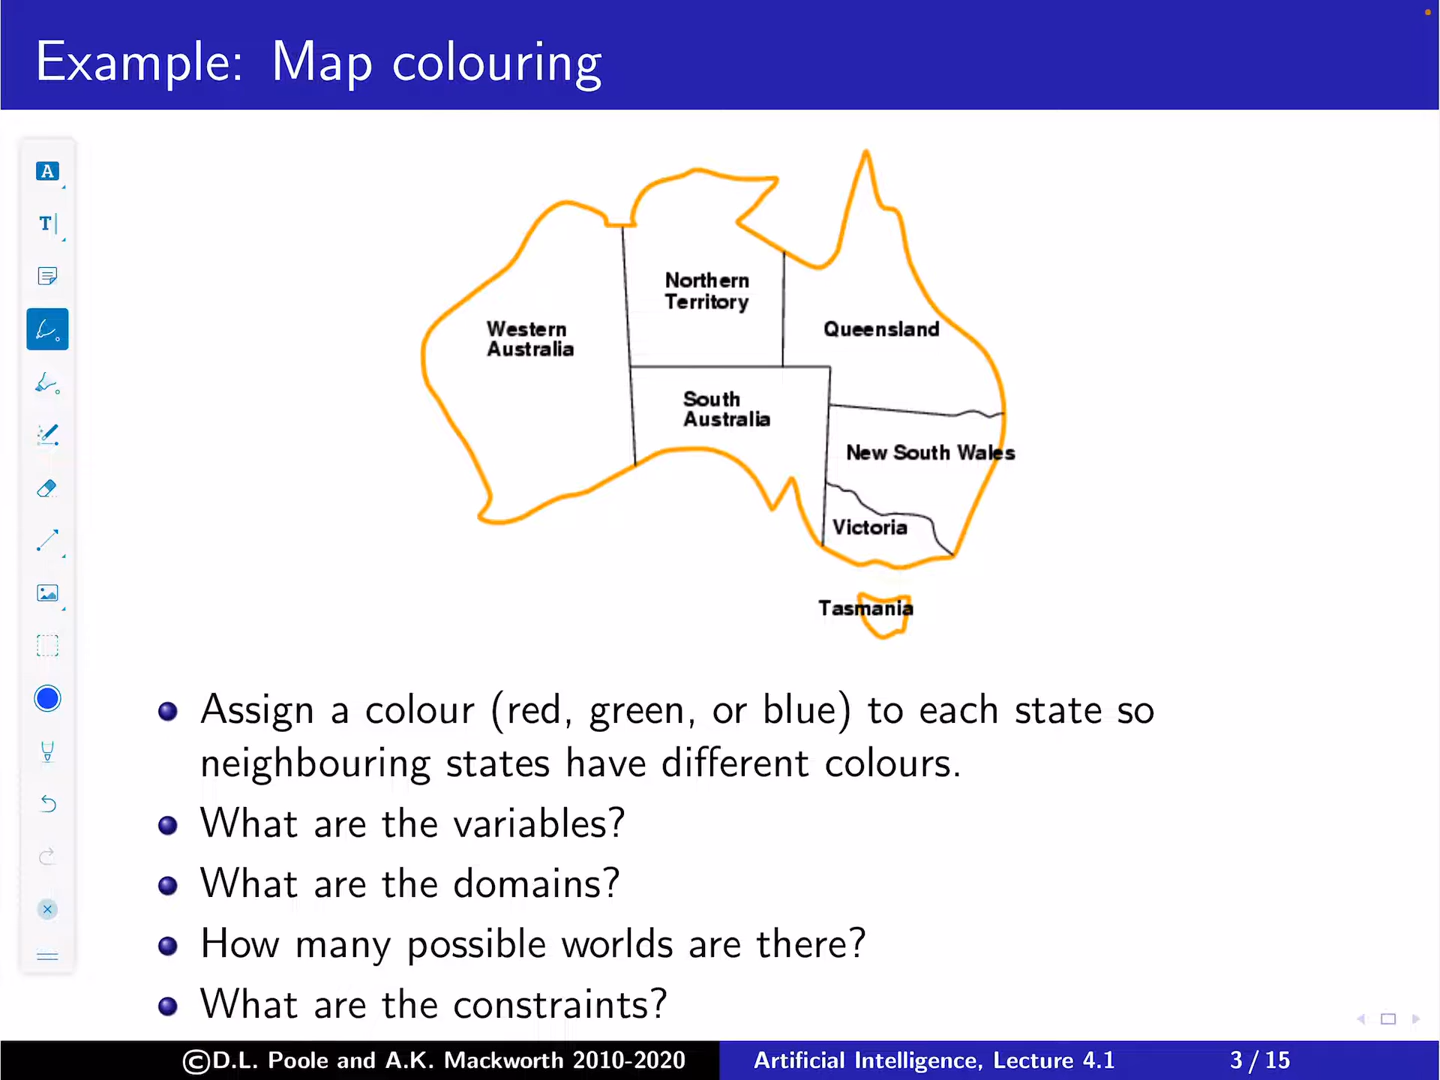 Example: Map colouring
A
T
Northern
Territory
Western
Australia
Queensland
South
Australia
New South Wales
Victoria
Tasmania
Assign a colour (red, green, or blue) to each state so
neighbouring states have different colours.
What are the variables?
What are the domains?
How many possible worlds are there?
What are the constraints?
©D.L. Poole and A.K. Mackworth 2010-2020
Artificial Intelligence, Lecture 4.1
3 / 15